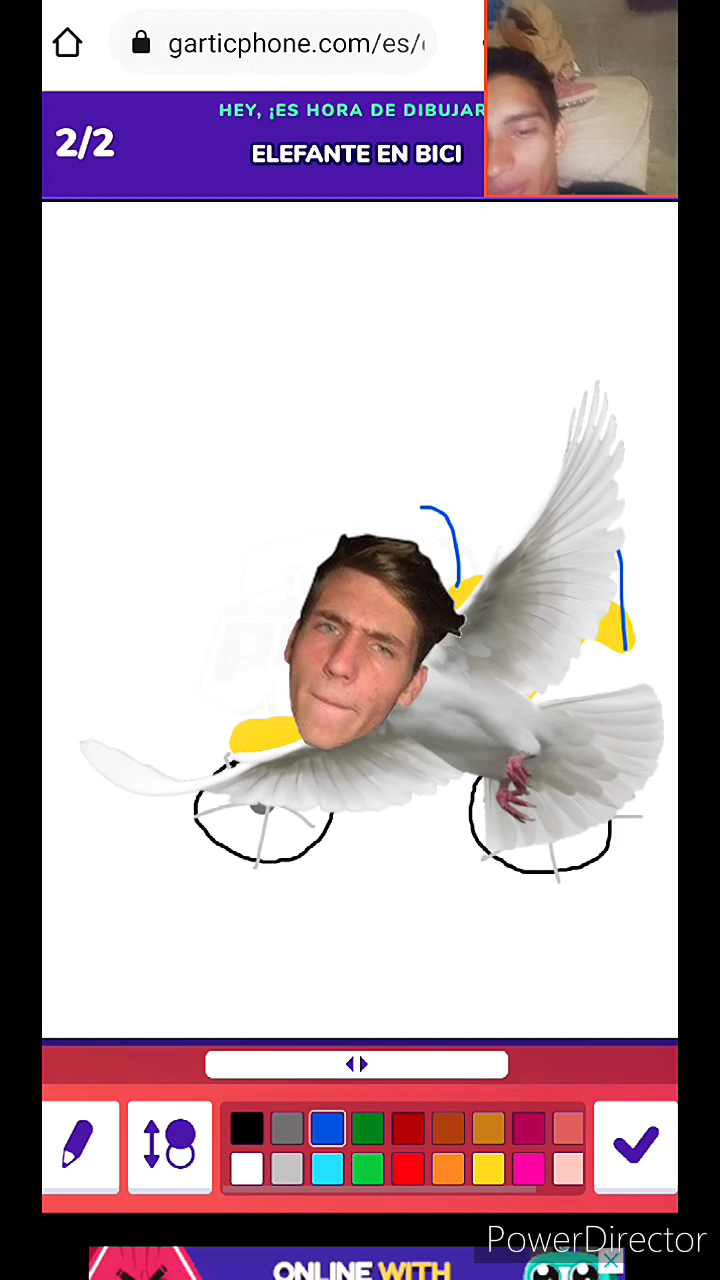 garticphone.com/es/
HEY, ¡ES HORA DE DIBUJAR
2/2
ELEFANTE EN BICI
PowerDirector
ONLINE WITH